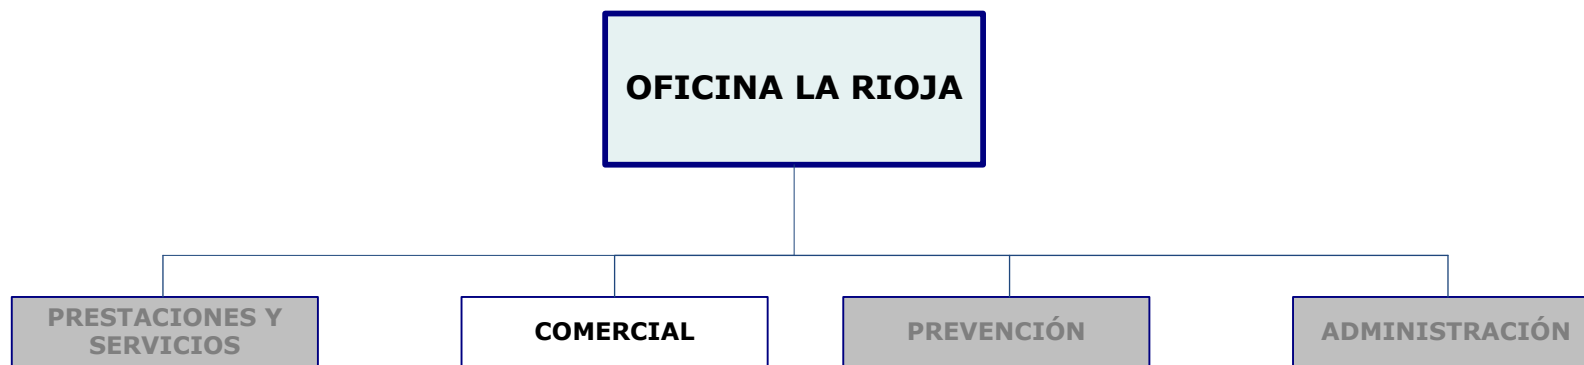 OFICINA LA RIOJA
PRESTACIONES Y
SERVICIOS
COMERCIAL
PREVENCIÓN
ADMINISTRACIÓN